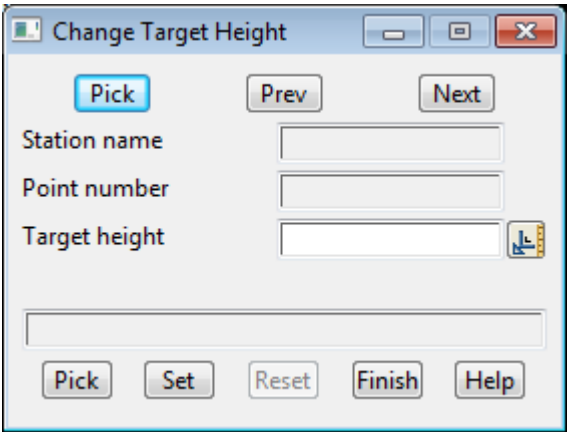 Change Target Height
Pick Prev Next
Station name
Point number
Target height
Pick Set Reset Finish Help